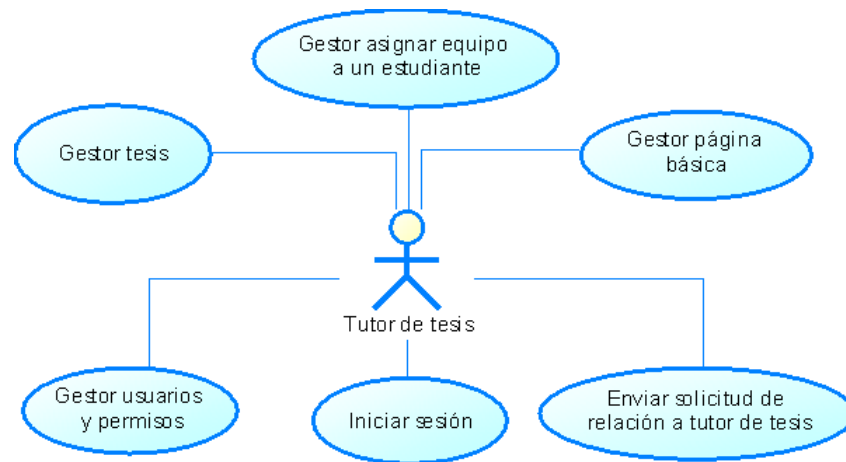 Gestor asignar equipo
a un estudiante
Gestor tesis
Gestor página
básica
Tutor de tesis
Gestor usuarios
y permisos
Iniciar sesión
Enviar solicitud de
relación a tutor de tesis